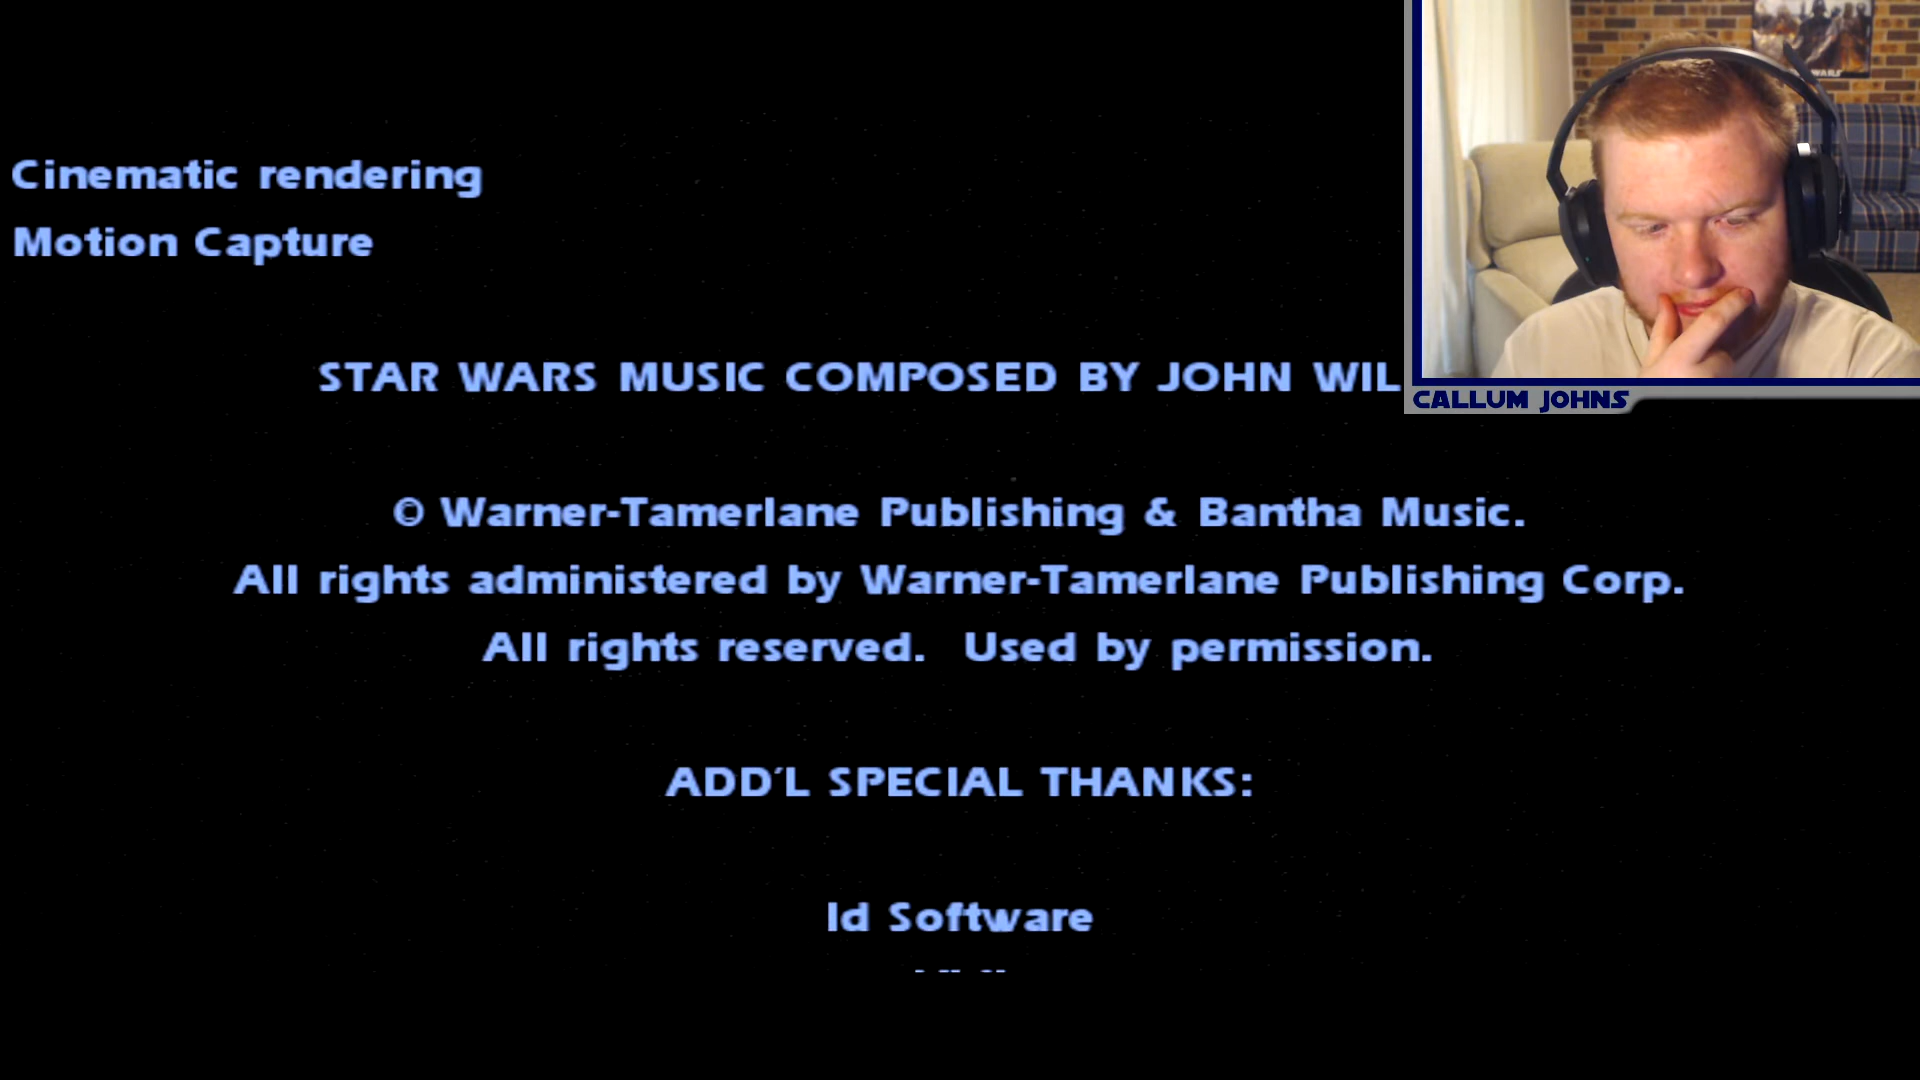 Cinematic rendering
Motion Capture
STAR WARS MUSIC COMPOSED BY JOHN WIL
© Warner-Tamerlane Publishing & Bantha Music.
All rights administered by Warner-Tamerlane Publishing Corp.
All rights reserved. Used by permission.
ADD'L SPECIAL THANKS:
Id Software
WARS
CALLUM JOHNS